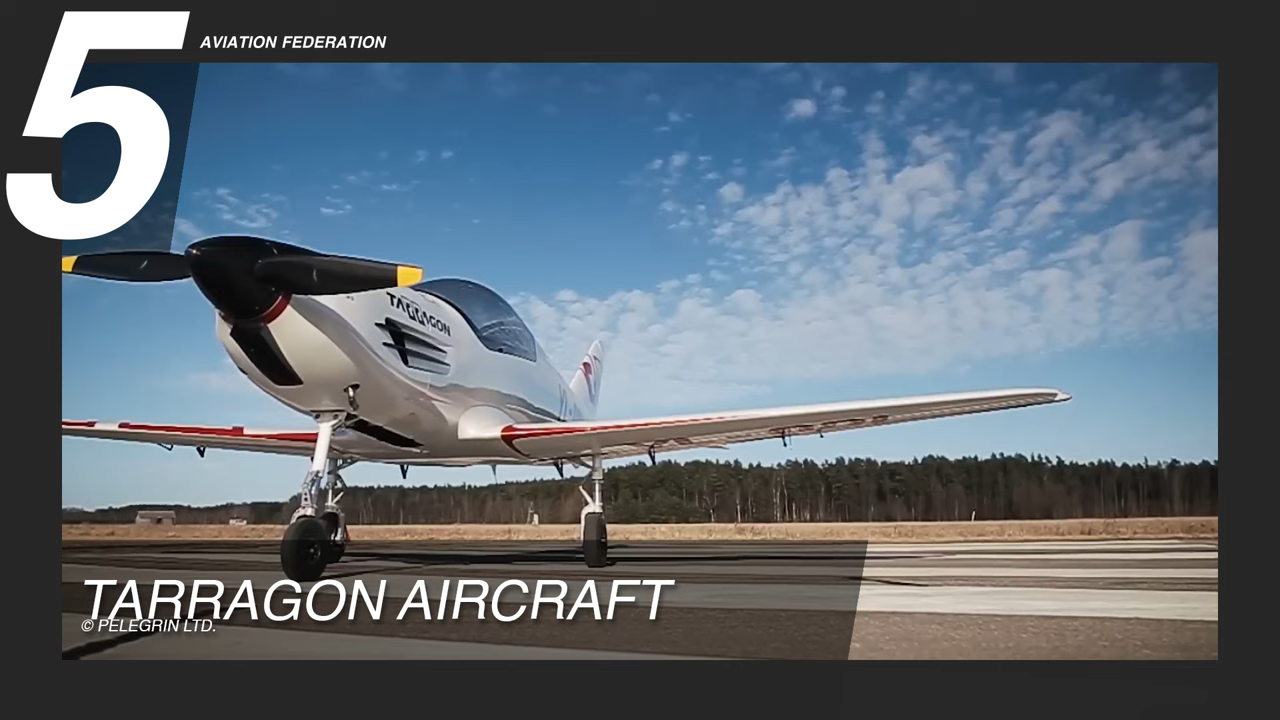 5
AVIATION FEDERATION
TARRAGON
TARRAGON AIRCRAFT
© PELEGRIN LTD.